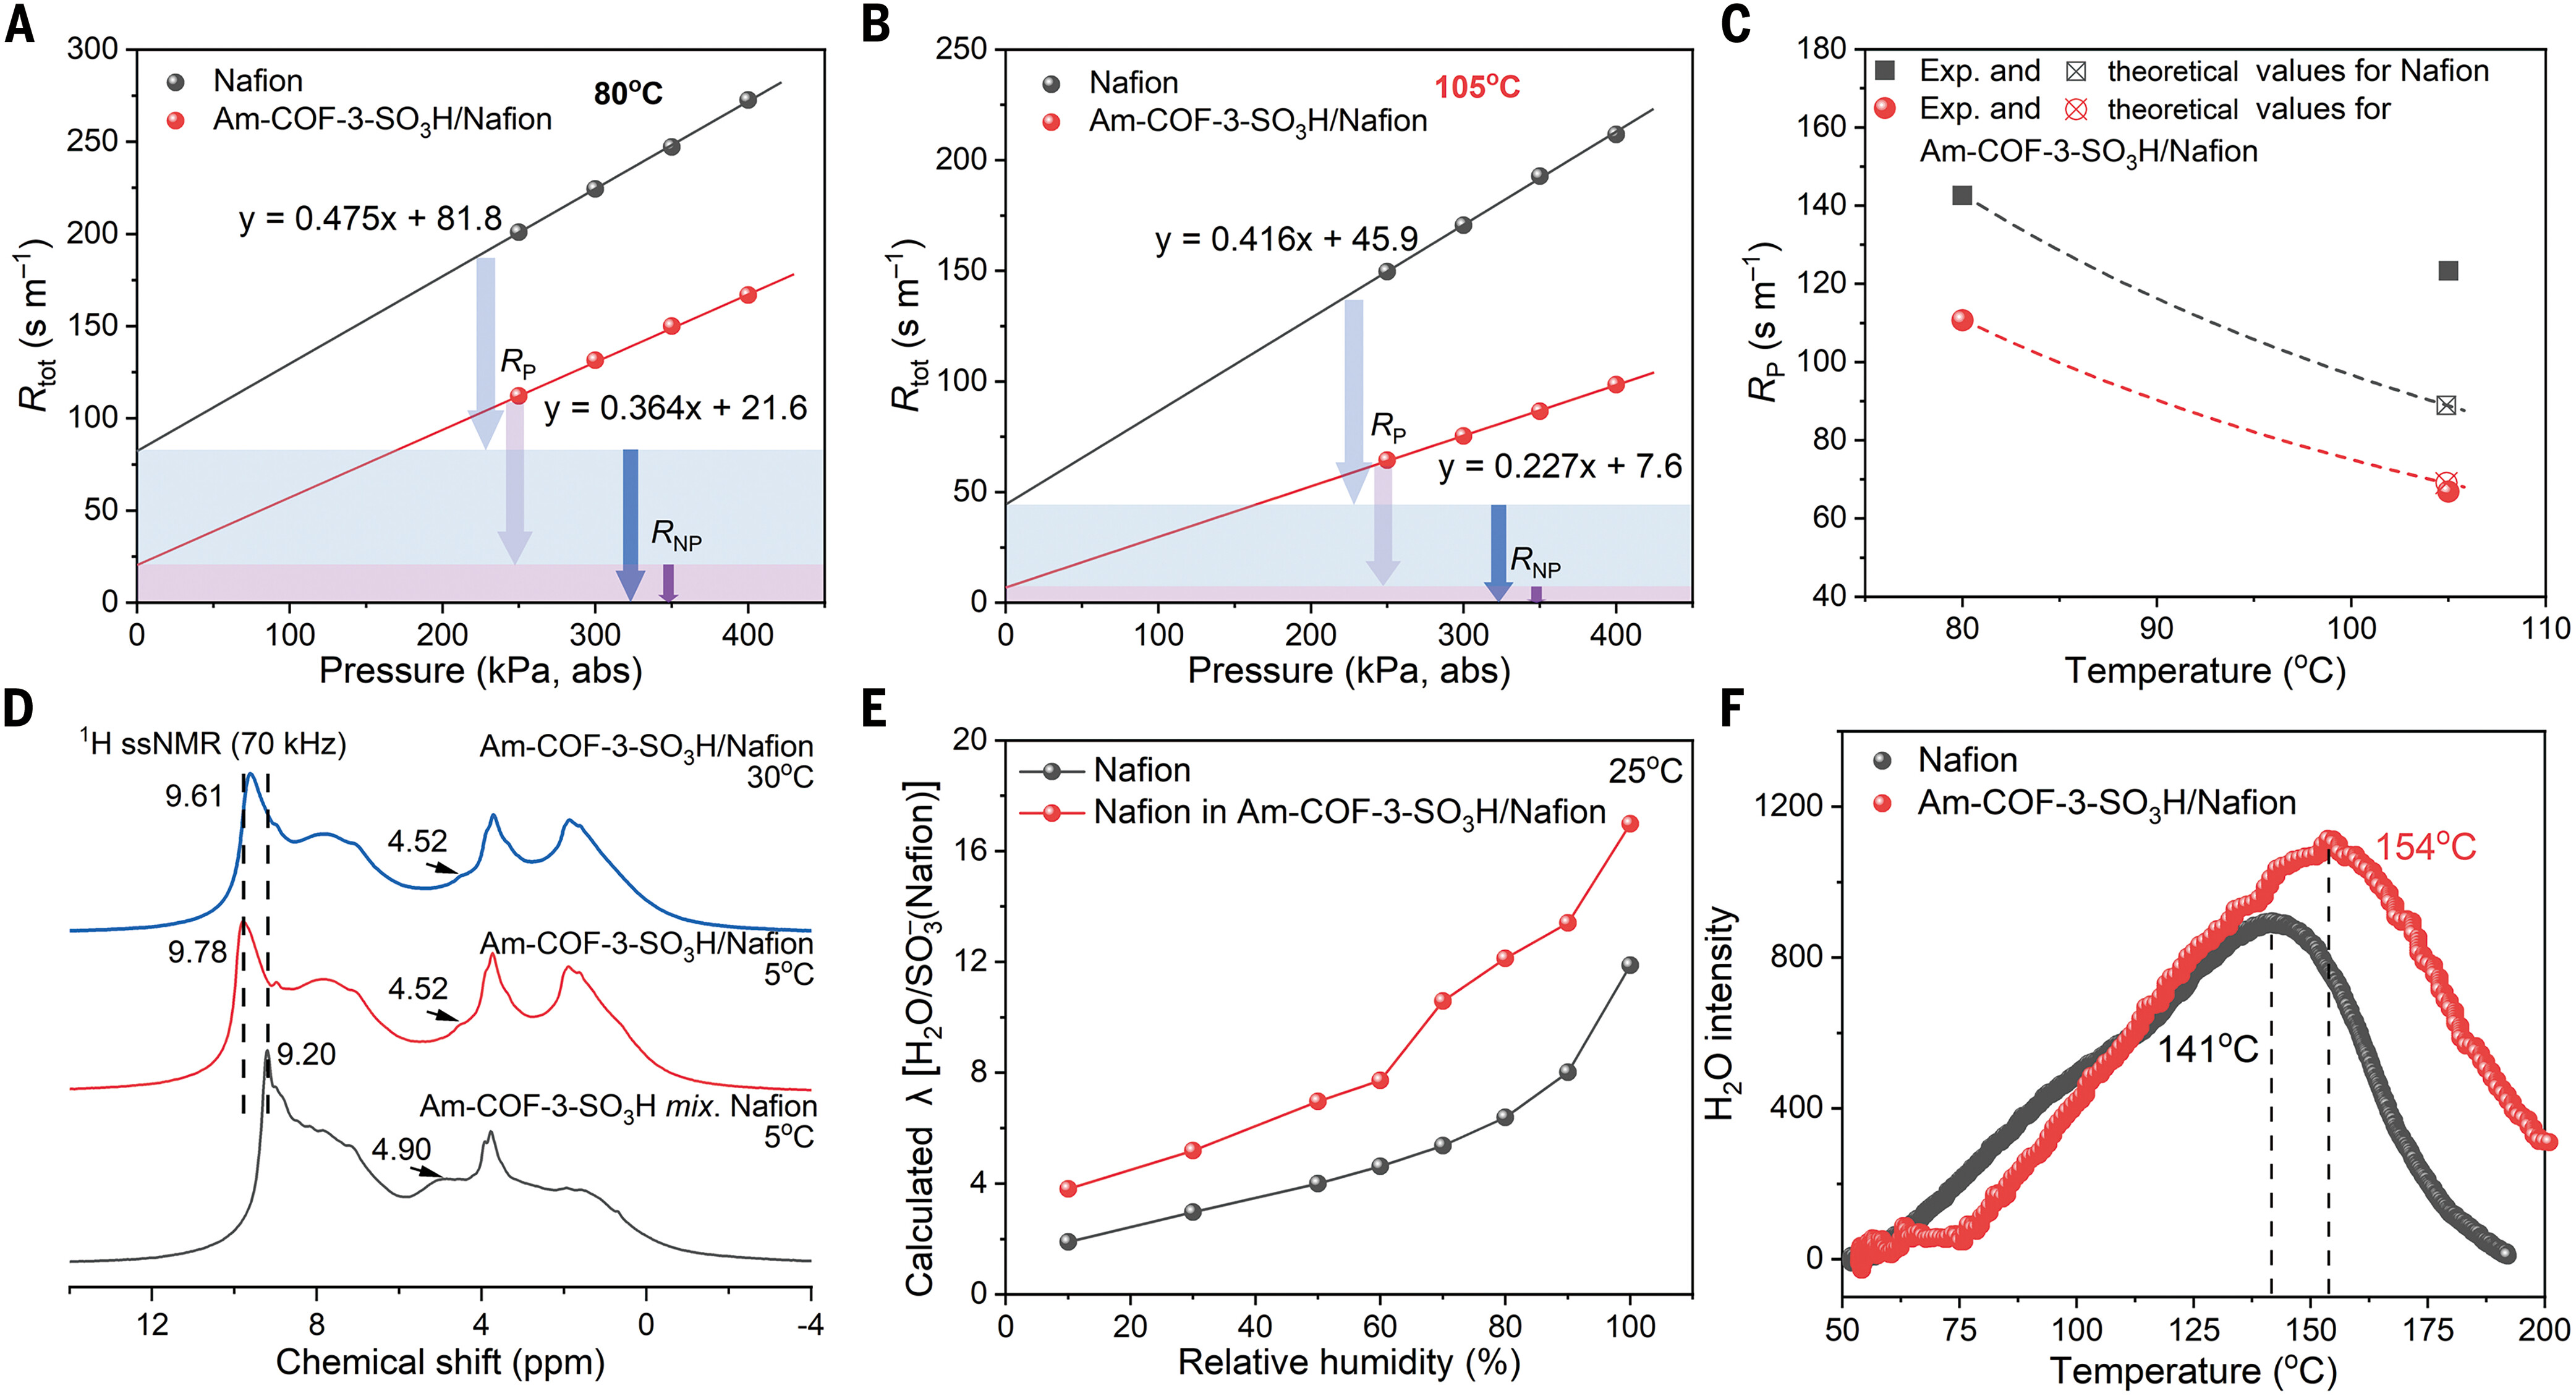 A
300
250
200
150
100
50
0
R_tot (s m⁻¹)
Nafion
Am-COF-3-SO₃H/Nafion
80°C
y = 0.475x + 81.8
R_P
y = 0.364x + 21.6
R_NP
0 100 200 300 400
Pressure (kPa, abs)
B
250
200
150
100
50
0
R_tot (s m⁻¹)
Nafion
Am-COF-3-SO₃H/Nafion
105°C
y = 0.416x + 45.9
R_P
y = 0.227x + 7.6
R_NP
0 100 200 300 400
Pressure (kPa, abs)
C
180
160
140
120
100
80
60
40
R_P (s m⁻¹)
Exp. and theoretical values for Nafion
Exp. and theoretical values for
Am-COF-3-SO₃H/Nafion
80 90 100 110
Temperature (°C)
D
¹H ssNMR (70 kHz)
Am-COF-3-SO₃H/Nafion
30°C
9.61
4.52
Am-COF-3-SO₃H/Nafion
5°C
9.78
4.52
9.20
Am-COF-3-SO₃H mix. Nafion
5°C
4.90
12 8 4 0 -4
Chemical shift (ppm)
E
20
16
12
8
4
0
Calculated λ [H₂O/SO₃⁻(Nafion)]
Nafion
25°C
Nafion in Am-COF-3-SO₃H/Nafion
0 20 40 60 80 100
Relative humidity (%)
F
1200
800
400
0
H₂O intensity
Nafion
Am-COF-3-SO₃H/Nafion
154°C
141°C
50 75 100 125 150 175 200
Temperature (°C)